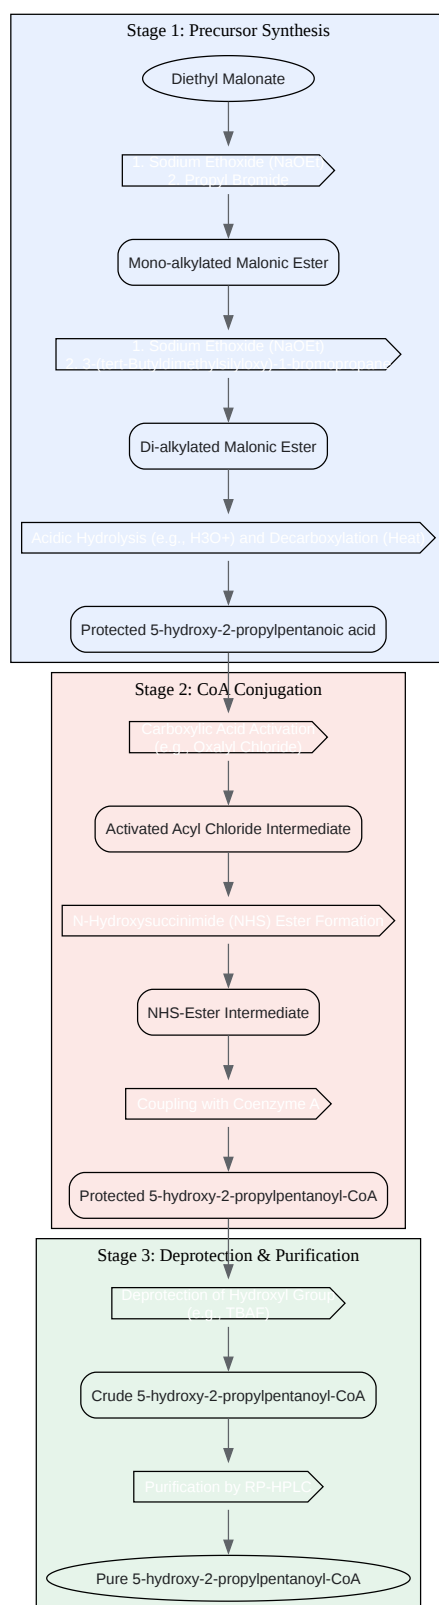 Stage 1: Precursor Synthesis
Diethyl Malonate
1. Sodium Ethoxide (NaOEt)
2. Propyl Bromide
Mono-alkylated Malonic Ester
1. Sodium Ethoxide (NaOEt)
2. 3-(tert-Butyldimethylsilyloxy)-1-bromopropane
Di-alkylated Malonic Ester
Acidic Hydrolysis (e.g., H3O+) and Decarboxylation (Heat)
Protected 5-hydroxy-2-propylpentanoic acid
Stage 2: CoA Conjugation
Carboxylic Acid Activation
(e.g., Oxalyl Chloride)
Activated Acyl Chloride Intermediate
N-Hydroxysuccinimide (NHS) Ester Formation
NHS-Ester Intermediate
Coupling with Coenzyme A
Protected 5-hydroxy-2-propylpentanoyl-CoA
Stage 3: Deprotection & Purification
Deprotection of Hydroxyl Group
(e.g., TBAF)
Crude 5-hydroxy-2-propylpentanoyl-CoA
Purification by RP-HPLC
Pure 5-hydroxy-2-propylpentanoyl-CoA